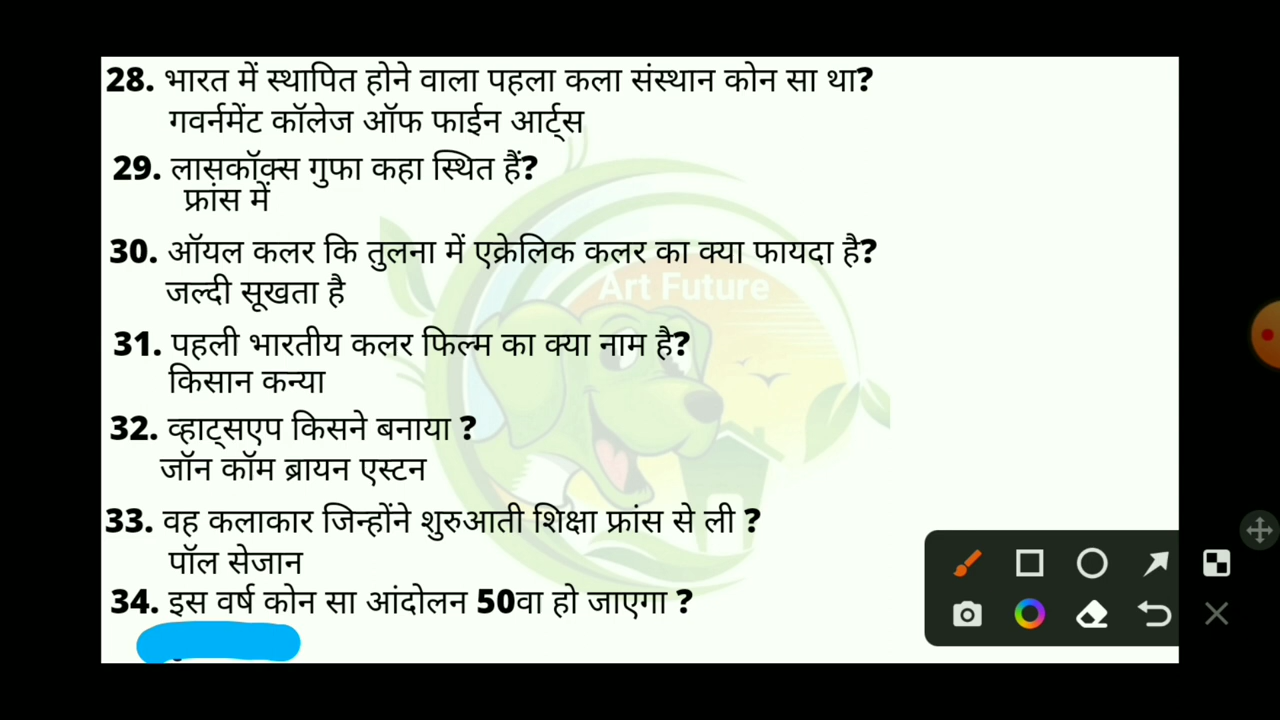 28. भारत में स्थापित होने वाला पहला कला संस्थान कोन सा था?
गवर्नमेंट कॉलेज ऑफ फाईन आर्ट्स
29. लासकॉक्स गुफा कहा स्थित हैं?
फ्रांस में
30. ऑयल कलर कि तुलना में एक्रेलिक कलर का क्या फायदा है?
जल्दी सूखता है
Art Future
31. पहली भारतीय कलर फिल्म का क्या नाम है?
किसान कन्या
32. व्हाट्सएप किसने बनाया ?
जॉन कॉम ब्रायन एस्टन
33. वह कलाकार जिन्होंने शुरुआती शिक्षा फ्रांस से ली ?
पॉल सेजान
34. इस वर्ष कोन सा आंदोलन 50वा हो जाएगा ?